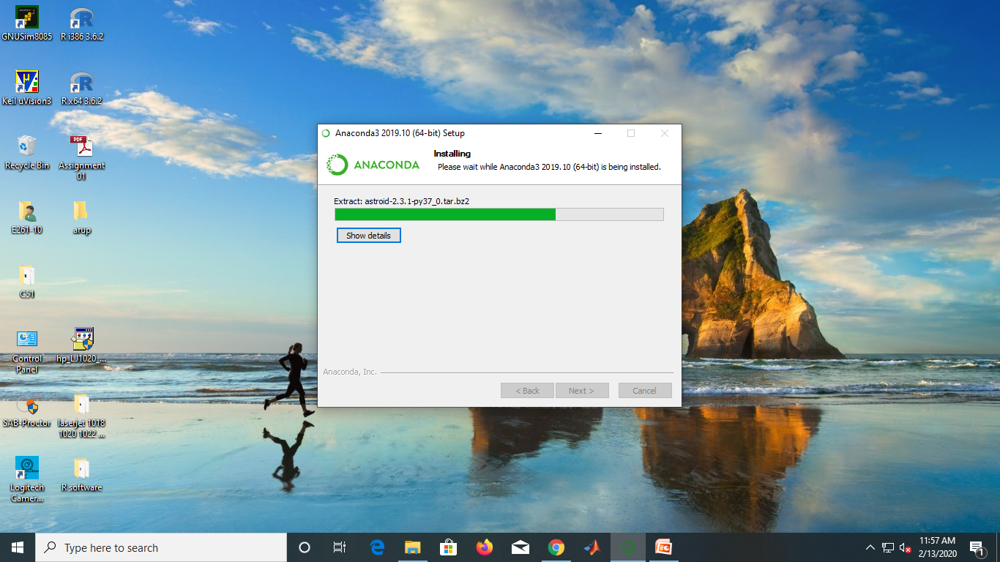 GNUSim8085
R i386 3.6.2
Keil uVision3
R x64 3.6.2
Recycle Bin
PDF
Assignment
01
E261-10
arup
C51
Control
Panel
hp_LJ1020_...
SAB-Proctor
laserjet 1018
1020 1022 ...
Logitech
Camer...
R software
Anaconda3 2019.10 (64-bit) Setup
ANACONDA
Installing
Please wait while Anaconda3 2019.10 (64-bit) is being installed.
Extract: astroid-2.3.1-py37_0.tar.bz2
Show details
Anaconda, Inc.
< Back
Next >
Cancel
Type here to search
11:57 AM
2/13/2020
1